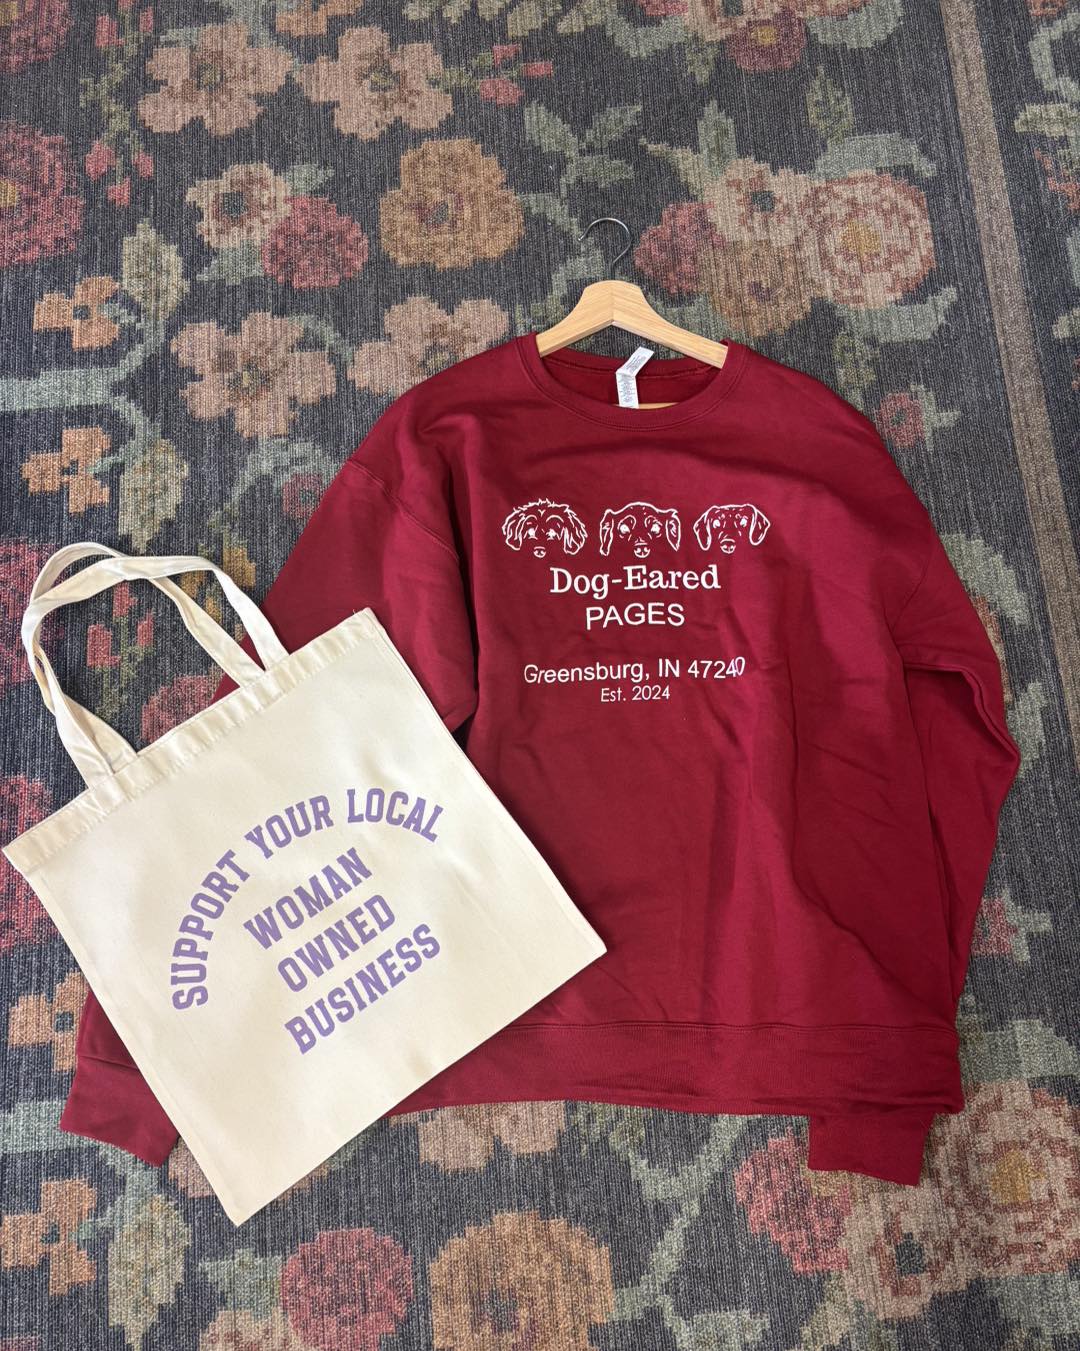 Dog-Eared
PAGES
Greensburg, IN 47240
Est. 2024
SUPPORT YOUR LOCAL
WOMAN
OWNED
BUSINESS